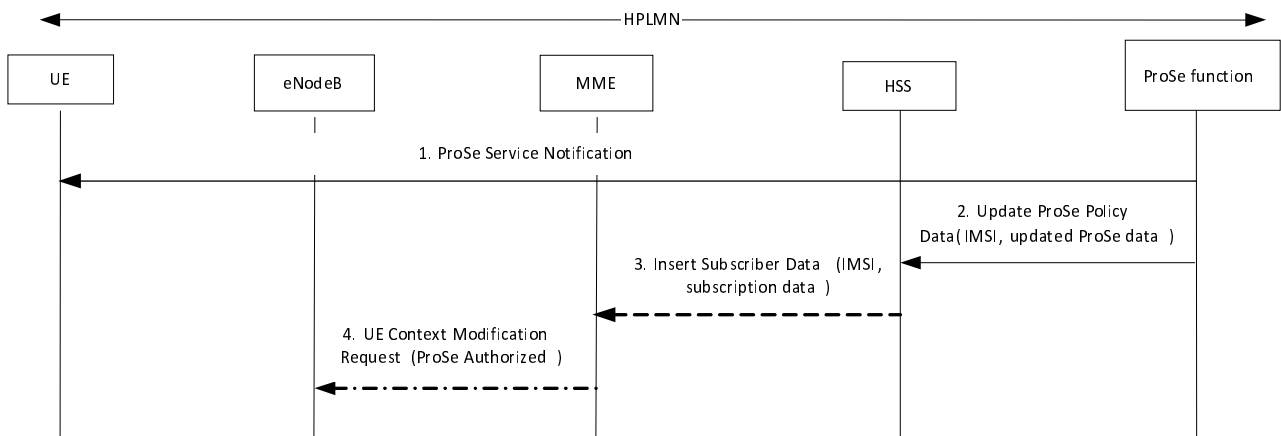 HPLMN
UE
eNodeB
MME
HSS
ProSe function
1. ProSe Service Notification
2. Update ProSe Policy
Data( IMSI, updated ProSe data )
3. Insert Subscriber Data (IMSI,
subscription data )
4. UE Context Modification
Request (ProSe Authorized )